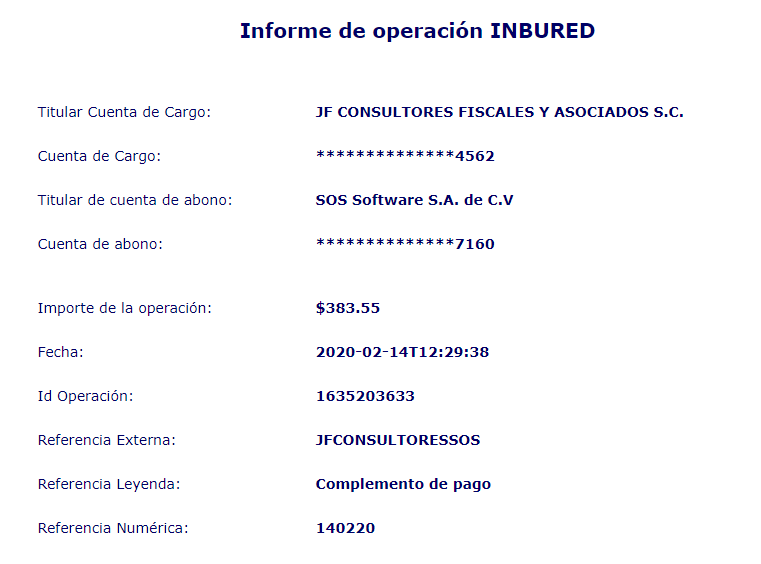 Informe de operación INBURED
Titular Cuenta de Cargo: JF CONSULTORES FISCALES Y ASOCIADOS S.C.
Cuenta de Cargo: **************4562
Titular de cuenta de abono: SOS Software S.A. de C.V
Cuenta de abono: **************7160
Importe de la operación: $383.55
Fecha: 2020-02-14T12:29:38
Id Operación: 1635203633
Referencia Externa: JFCONSULTORESSOS
Referencia Leyenda: Complemento de pago
Referencia Numérica: 140220